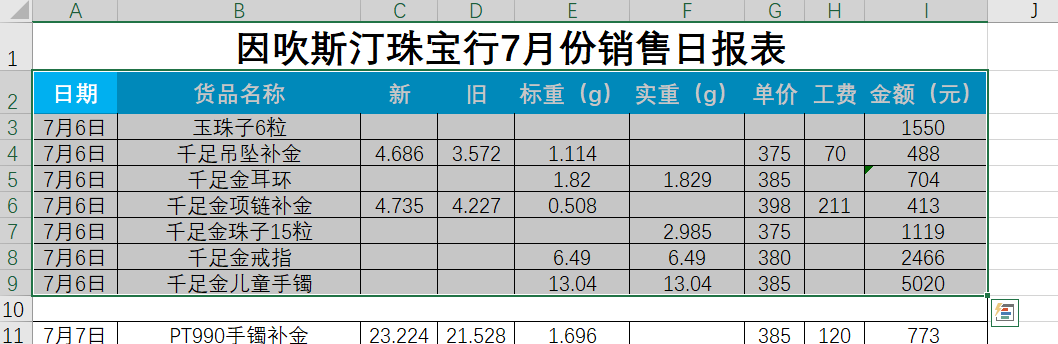 A B C D E F G H I J
1 因吹斯汀珠宝行7月份销售日报表
2 日期 货品名称 新 旧 标重（g） 实重（g） 单价 工费 金额（元）
3 7月6日 玉珠子6粒 1550
4 7月6日 千足吊坠补金 4.686 3.572 1.114 375 70 488
5 7月6日 千足金耳环 1.82 1.829 385 704
6 7月6日 千足金项链补金 4.735 4.227 0.508 398 211 413
7 7月6日 千足金珠子15粒 2.985 375 1119
8 7月6日 千足金戒指 6.49 6.49 380 2466
9 7月6日 千足金儿童手镯 13.04 13.04 385 5020
10
11 7月7日 PT990手镯补金 23.224 21.528 1.696 385 120 773